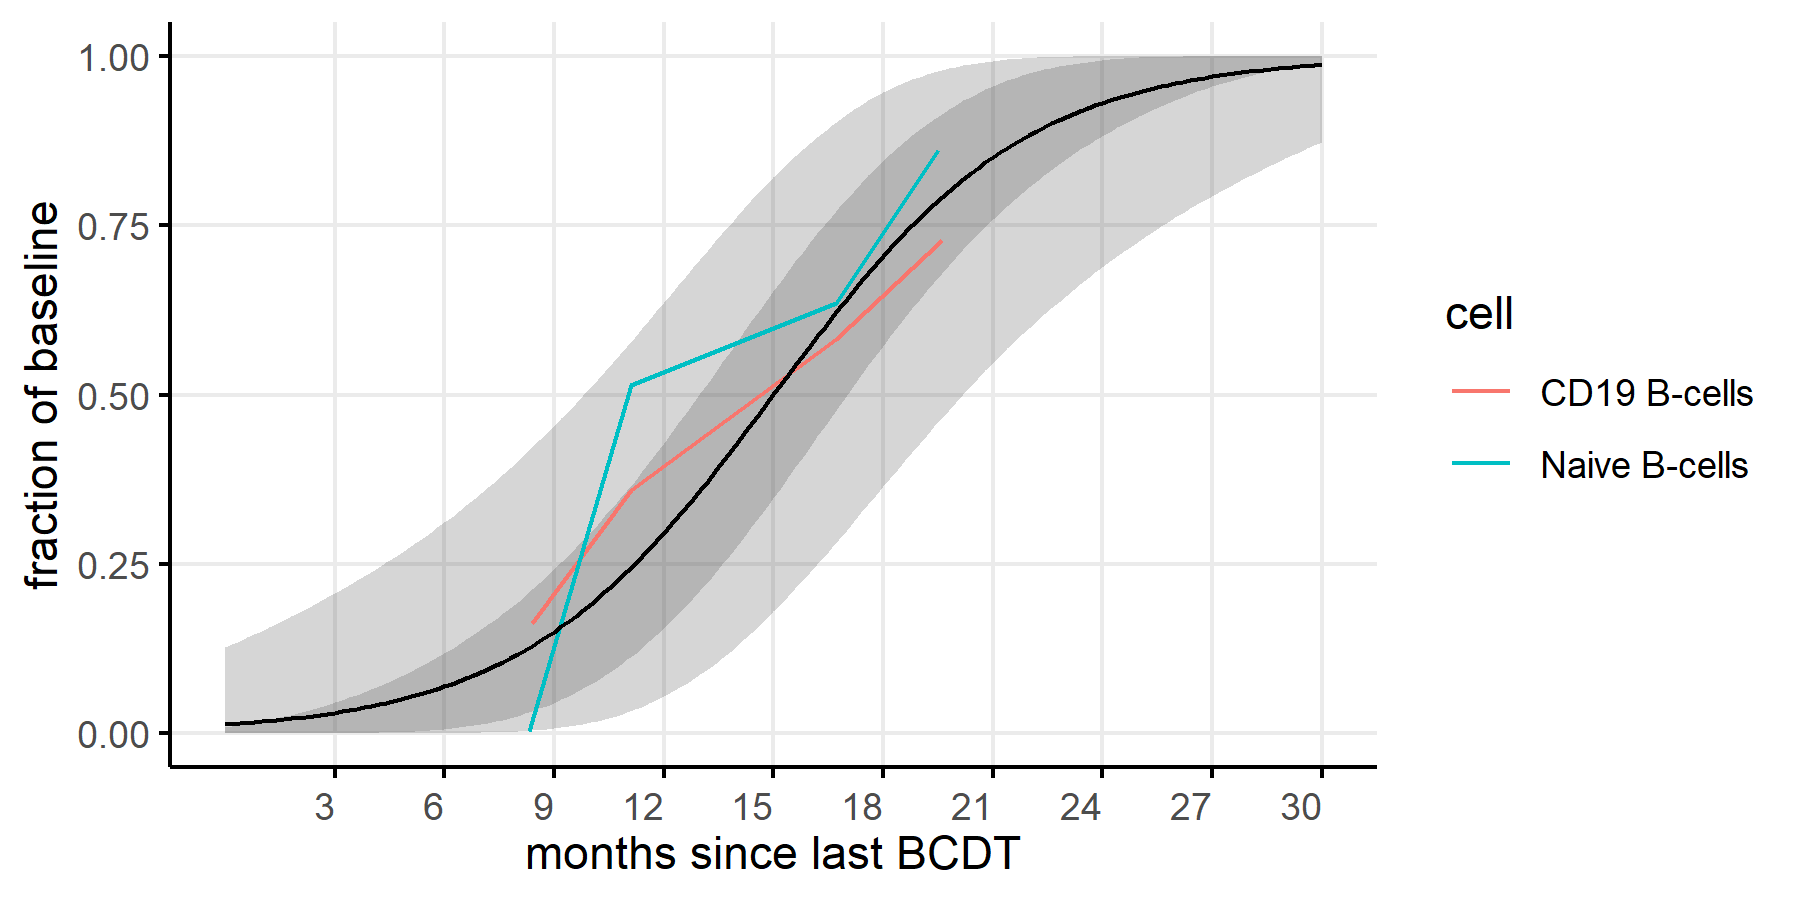 fraction of baseline
1.00
0.75
0.50
0.25
0.00
3 6 9 12 15 18 21 24 27 30
months since last BCDT
cell
CD19 B-cells
Naive B-cells